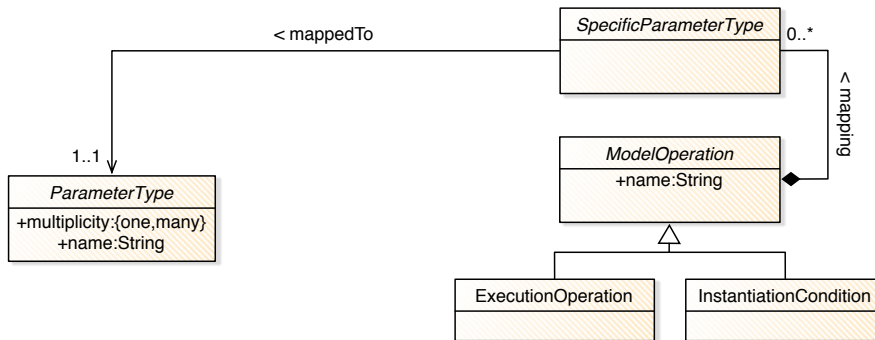 SpecificParameterType
< mappedTo
0..*
< mapping
1..1
ModelOperation
+name:String
ParameterType
+multiplicity:{one,many}
+name:String
ExecutionOperation
InstantiationCondition